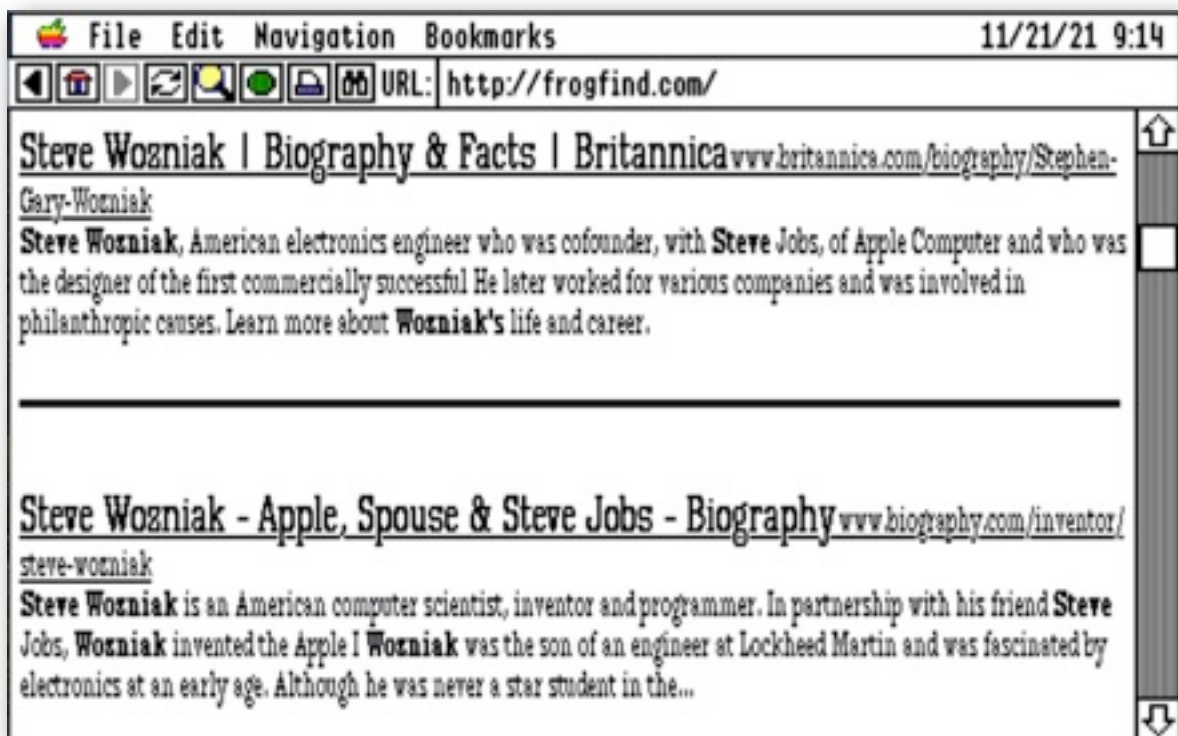 File Edit Navigation Bookmarks 11/21/21 9:14
URL: http://frogfind.com/
Steve Wozniak | Biography & Facts | Britannica www.britannica.com/biography/Stephen-
Gary-Wozniak
Steve Wozniak, American electronics engineer who was cofounder, with Steve Jobs, of Apple Computer and who was
the designer of the first commercially successful He later worked for various companies and was involved in
philanthropic causes. Learn more about Wozniak's life and career.
Steve Wozniak - Apple, Spouse & Steve Jobs - Biography www.biography.com/inventor/
steve-wozniak
Steve Wozniak is an American computer scientist, inventor and programmer. In partnership with his friend Steve
Jobs, Wozniak invented the Apple I Wozniak was the son of an engineer at Lockheed Martin and was fascinated by
electronics at an early age. Although he was never a star student in the...